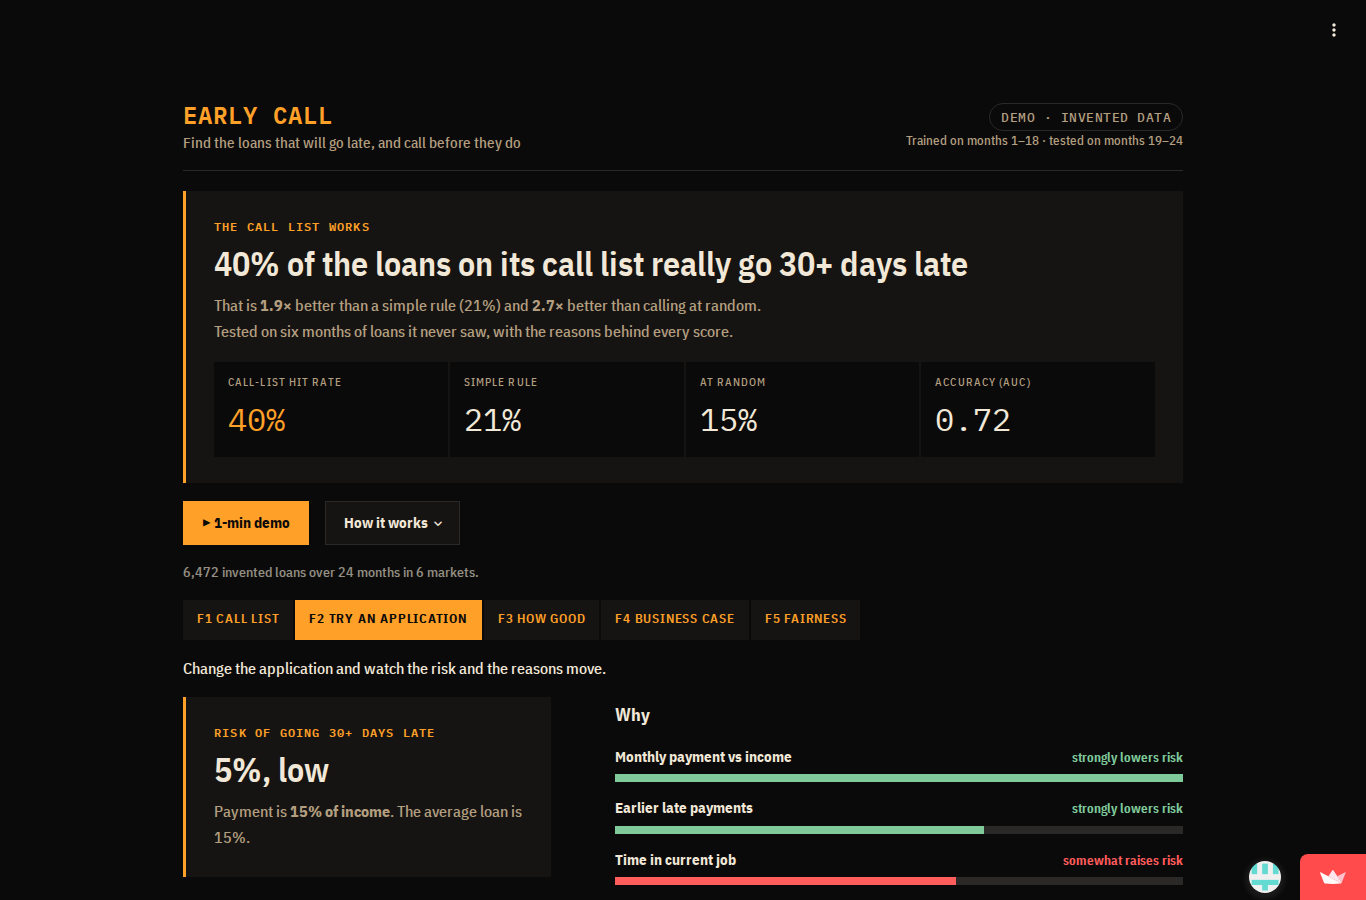 EARLY CALL
DEMO · INVENTED DATA
Find the loans that will go late, and call before they do
Trained on months 1–18 · tested on months 19–24
THE CALL LIST WORKS
40% of the loans on its call list really go 30+ days late
That is 1.9× better than a simple rule (21%) and 2.7× better than calling at random.
Tested on six months of loans it never saw, with the reasons behind every score.
CALL-LIST HIT RATE
40%
SIMPLE RULE
21%
AT RANDOM
15%
ACCURACY (AUC)
0.72
1-min demo
How it works
6,472 invented loans over 24 months in 6 markets.
F1 CALL LIST
F2 TRY AN APPLICATION
F3 HOW GOOD
F4 BUSINESS CASE
F5 FAIRNESS
Change the application and watch the risk and the reasons move.
RISK OF GOING 30+ DAYS LATE
5%, low
Payment is 15% of income. The average loan is
15%.
Why
Monthly payment vs income
strongly lowers risk
Earlier late payments
strongly lowers risk
Time in current job
somewhat raises risk